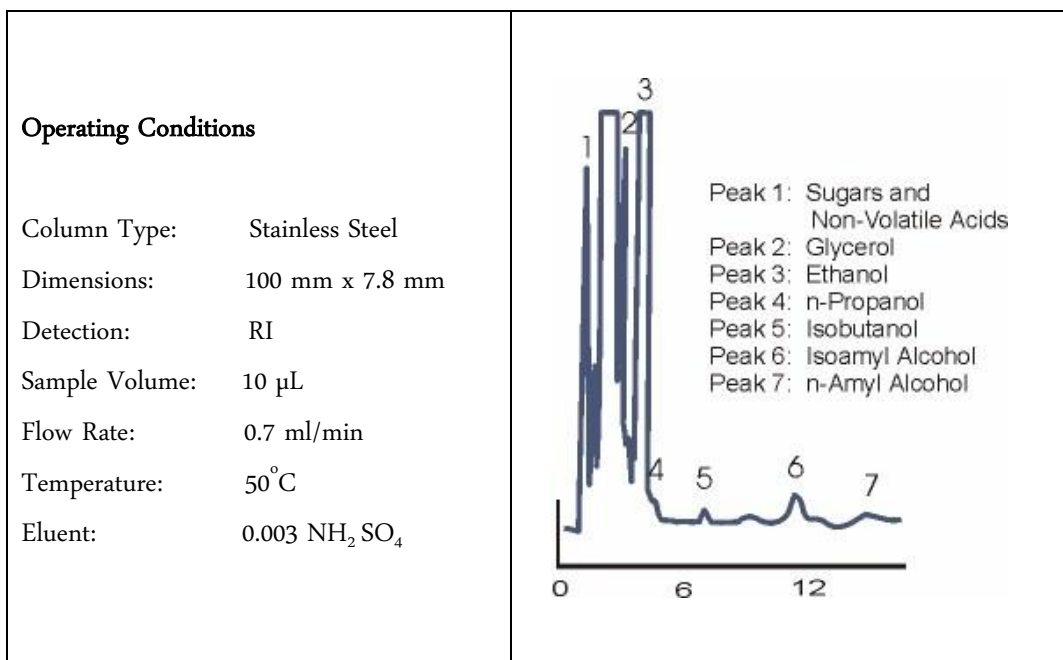 Operating Conditions
Column Type: Stainless Steel
Dimensions: 100 mm x 7.8 mm
Detection: RI
Sample Volume: 10 µL
Flow Rate: 0.7 ml/min
Temperature: 50°C
Eluent: 0.003 NH₂ SO₄
3
2
1
Peak 1: Sugars and
Non-Volatile Acids
Peak 2: Glycerol
Peak 3: Ethanol
Peak 4: n-Propanol
Peak 5: Isobutanol
Peak 6: Isoamyl Alcohol
Peak 7: n-Amyl Alcohol
4 5 6 7
0 6 12